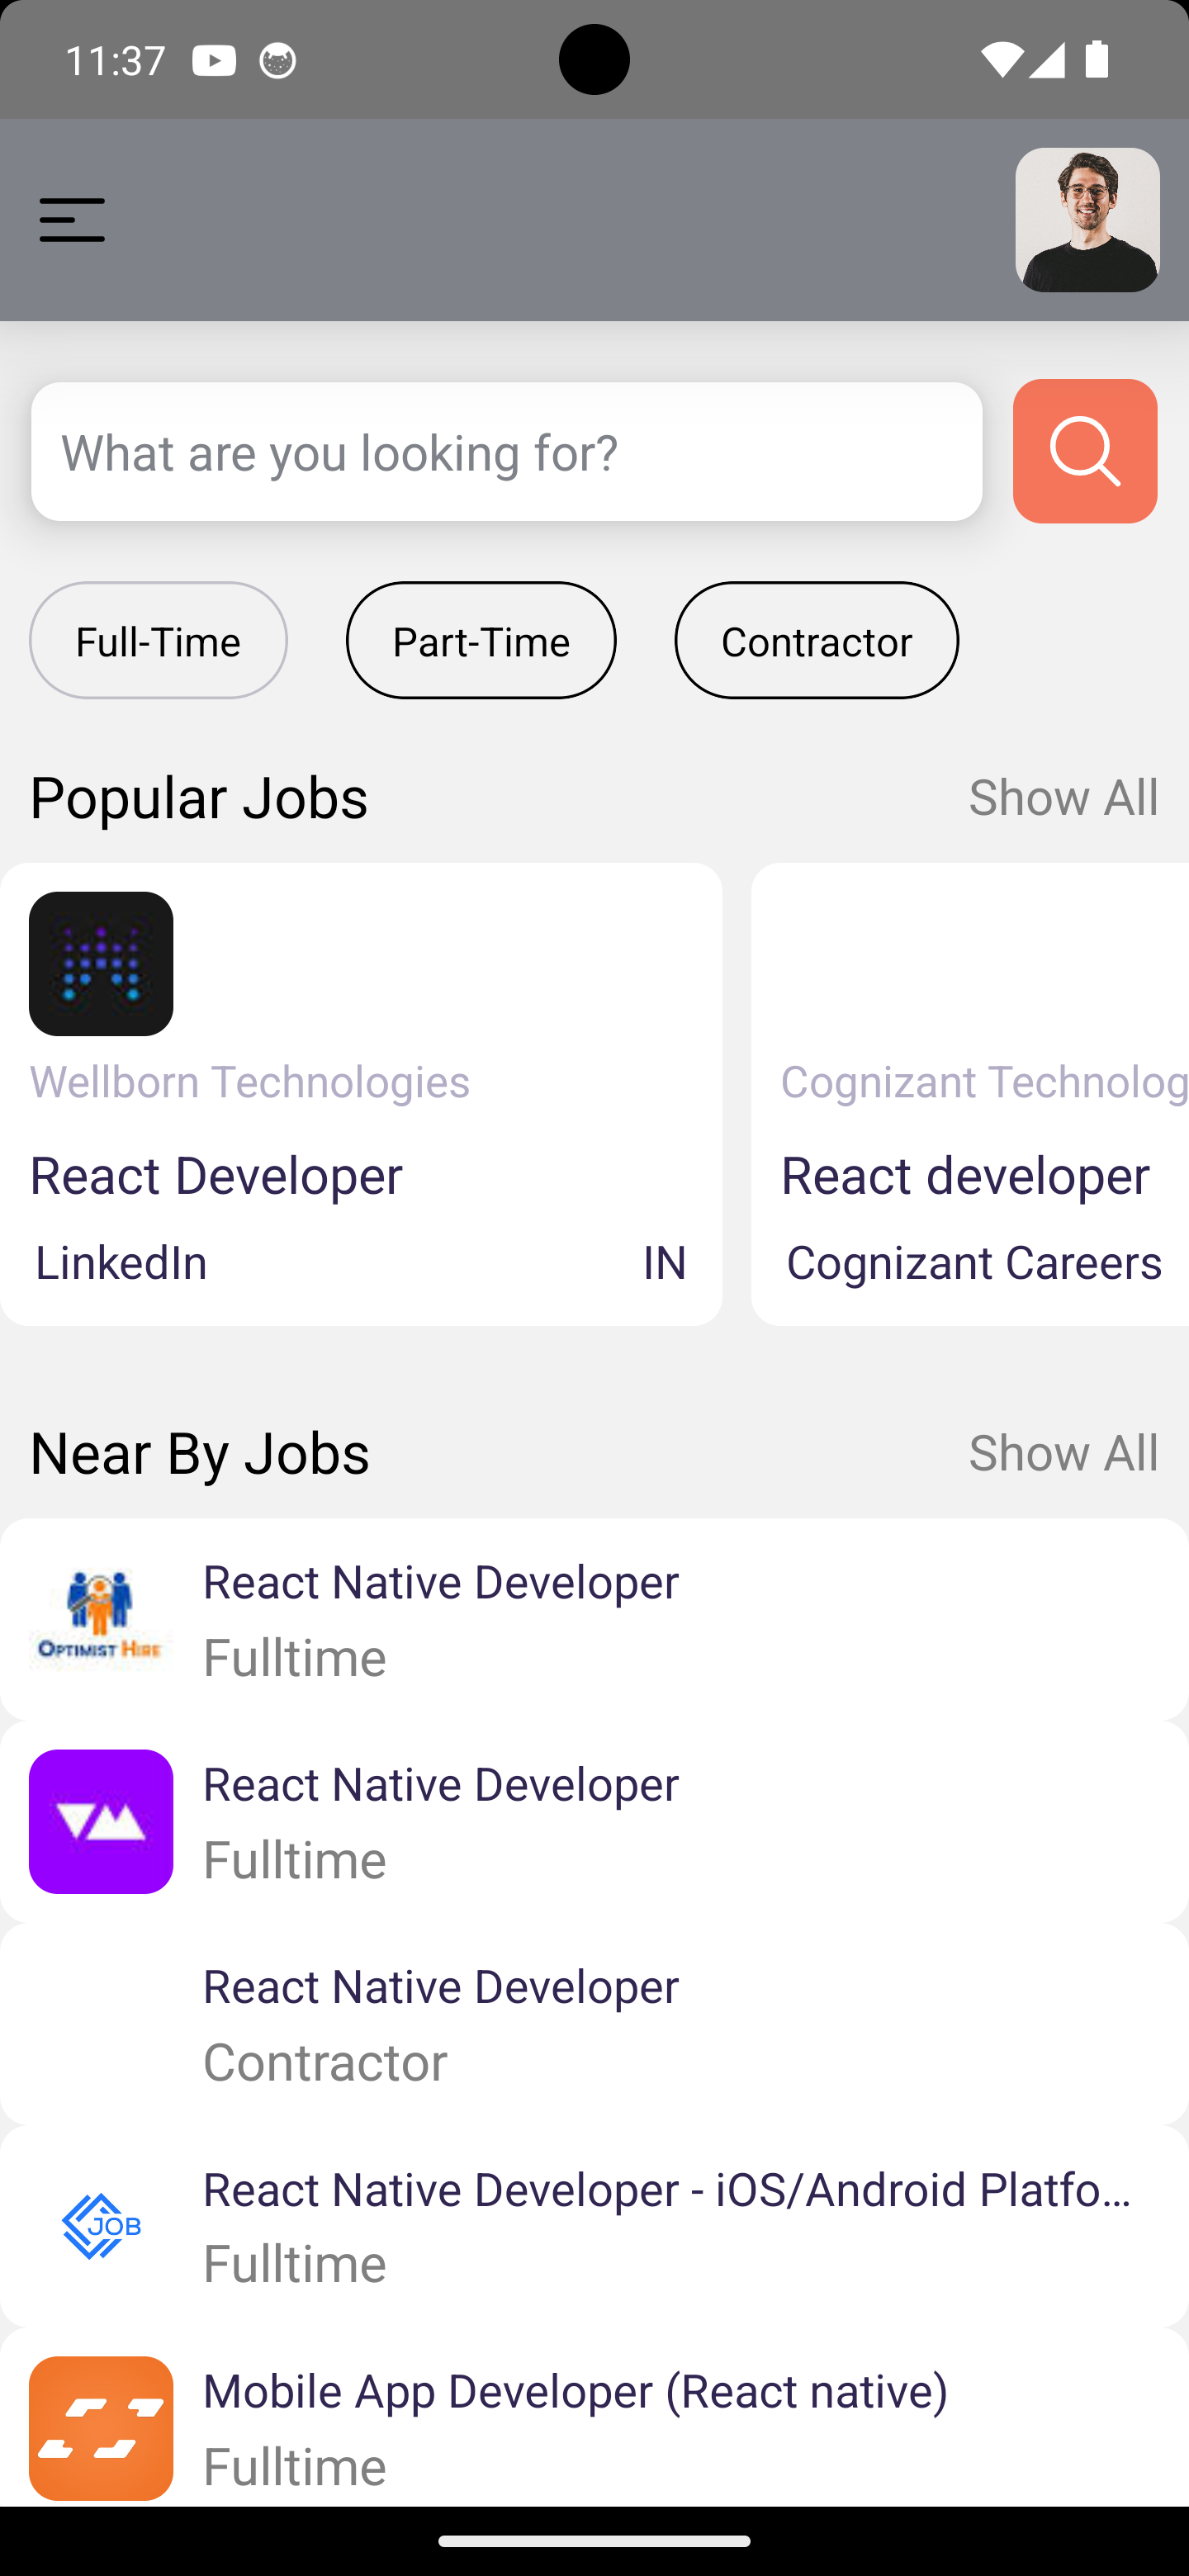 11:37
What are you looking for?
Full-Time Part-Time Contractor
Popular Jobs Show All
Wellborn Technologies
React Developer
LinkedIn IN
Cognizant Technolog
React developer
Cognizant Careers
Near By Jobs Show All
OPTIMIST HIRE
React Native Developer
Fulltime
React Native Developer
Fulltime
React Native Developer
Contractor
JOB
React Native Developer - iOS/Android Platfo...
Fulltime
Mobile App Developer (React native)
Fulltime